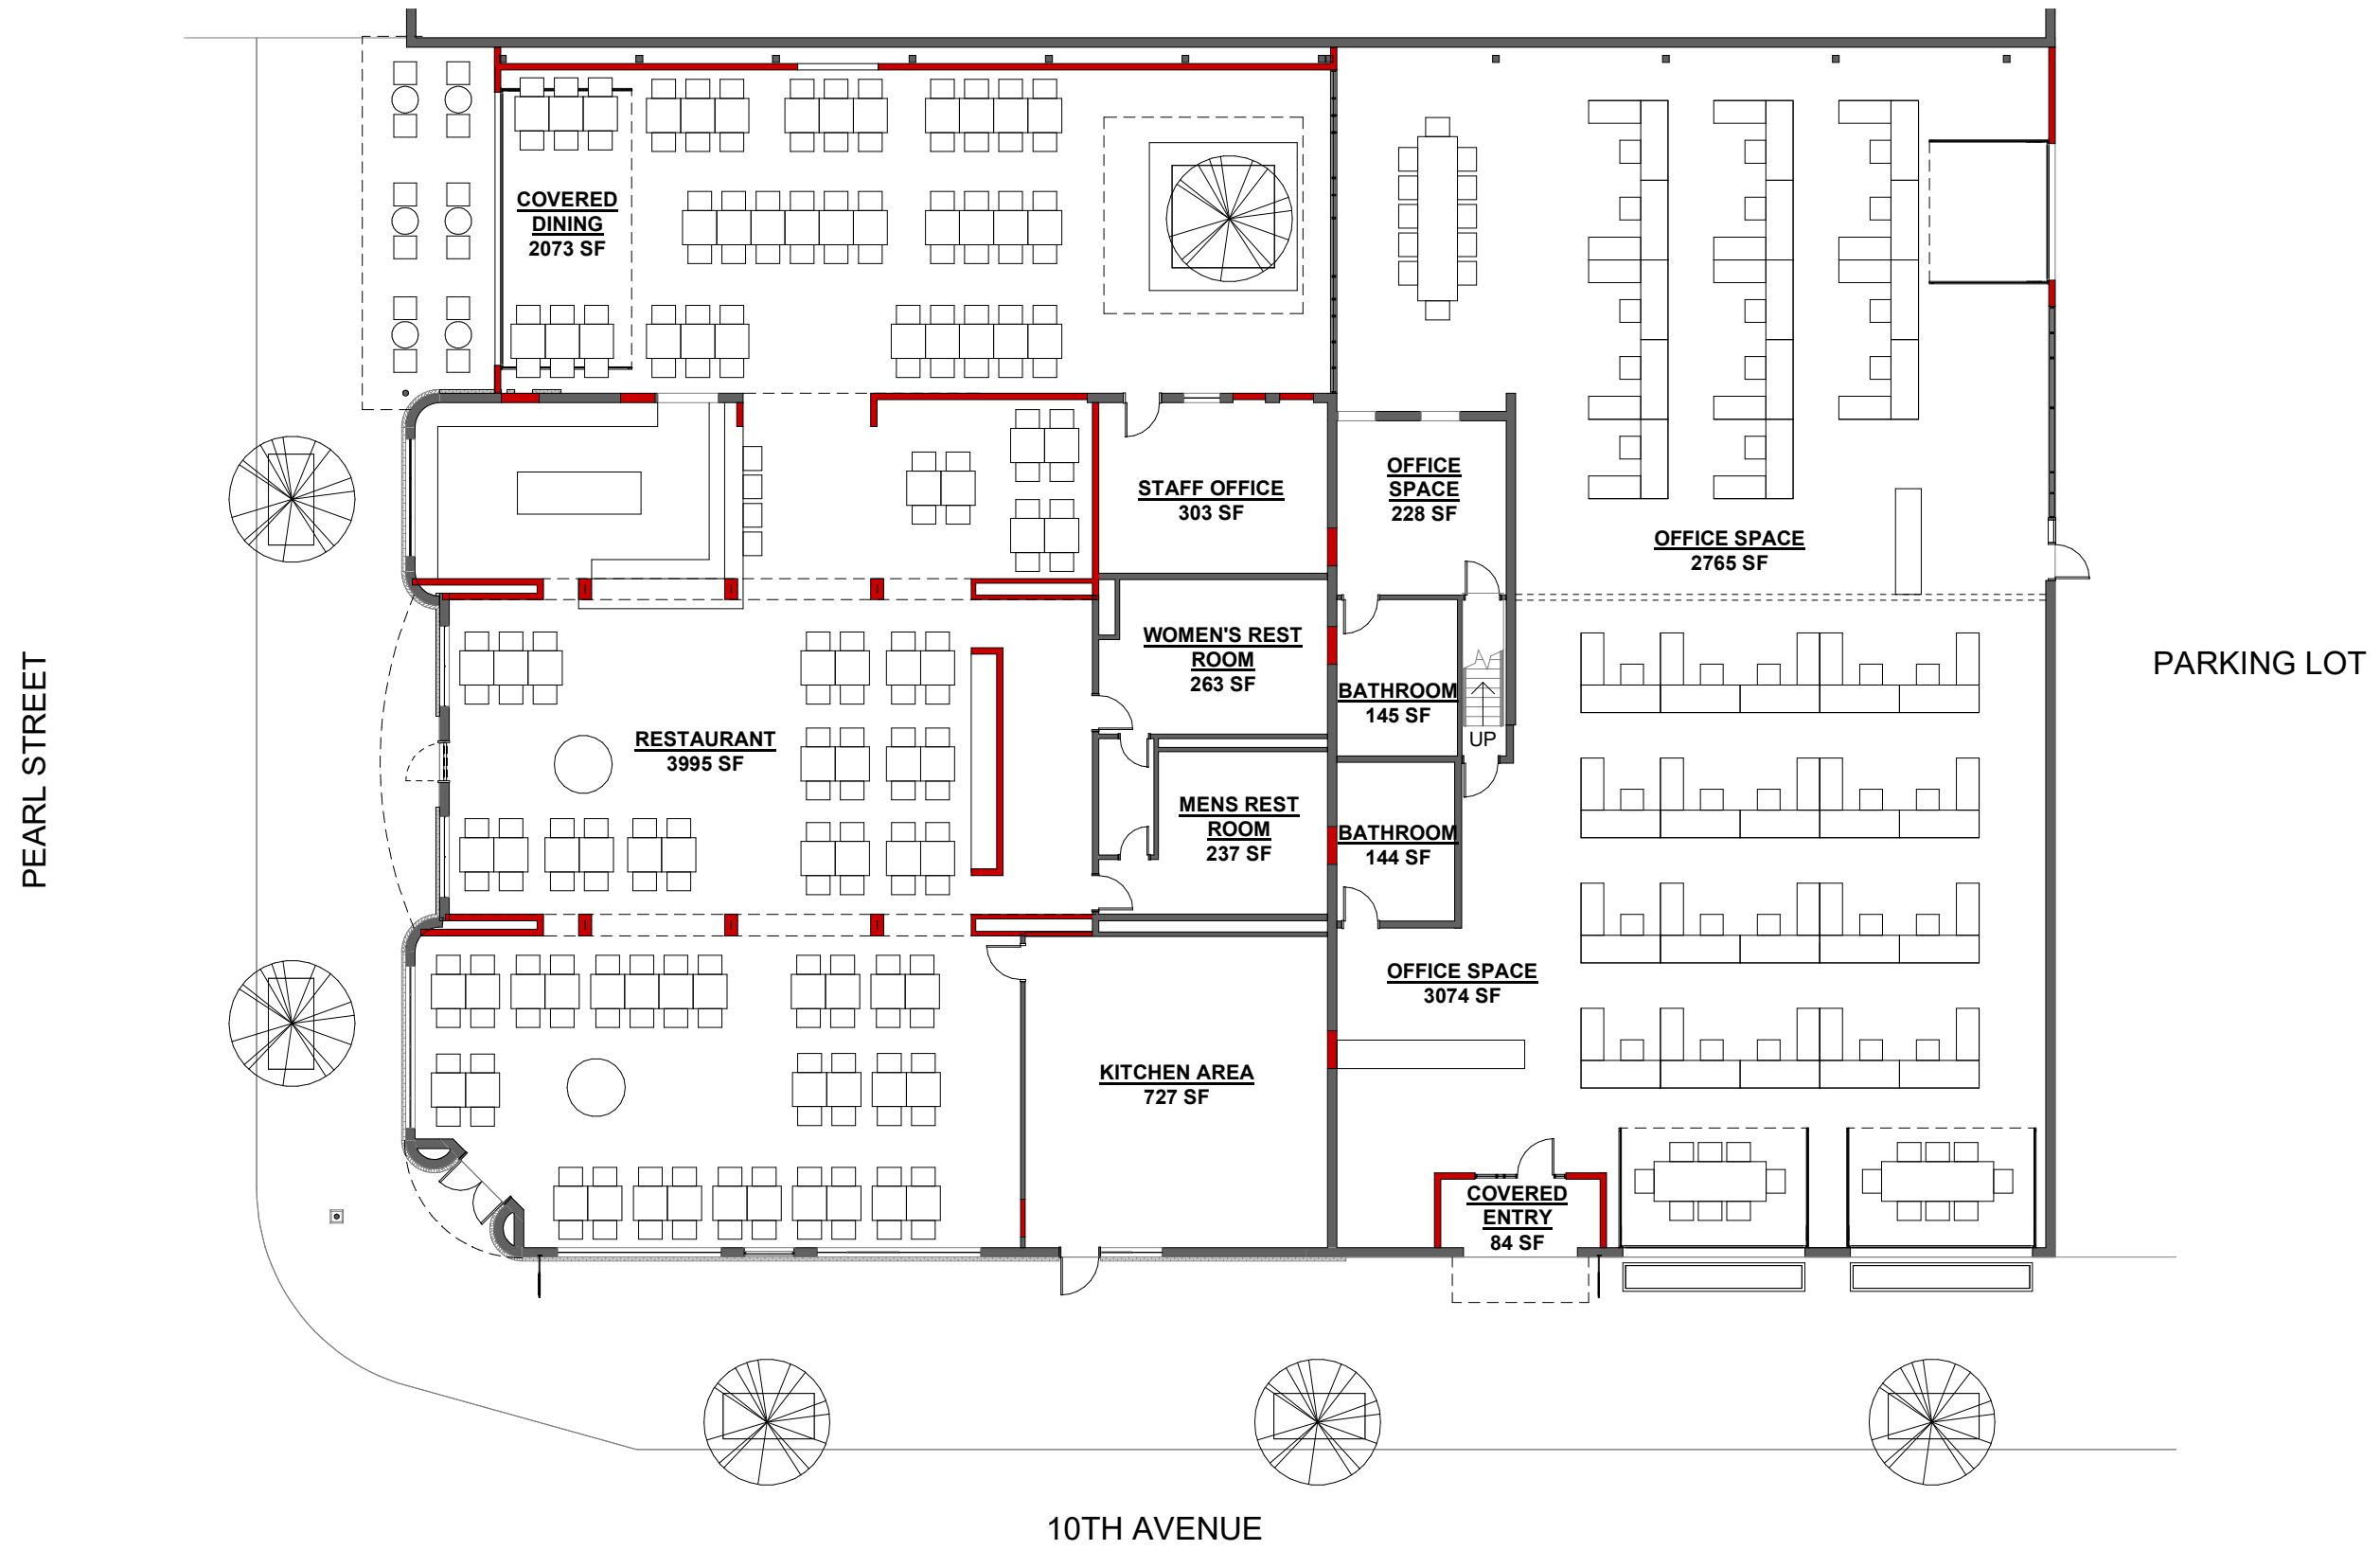 COVERED
DINING
2073 SF
STAFF OFFICE
303 SF
OFFICE
SPACE
228 SF
OFFICE SPACE
2765 SF
WOMEN'S REST
ROOM
263 SF
BATHROOM
145 SF
UP
PARKING LOT
PEARL STREET
RESTAURANT
3995 SF
MENS REST
ROOM
237 SF
BATHROOM
144 SF
OFFICE SPACE
3074 SF
KITCHEN AREA
727 SF
COVERED
ENTRY
84 SF
10TH AVENUE